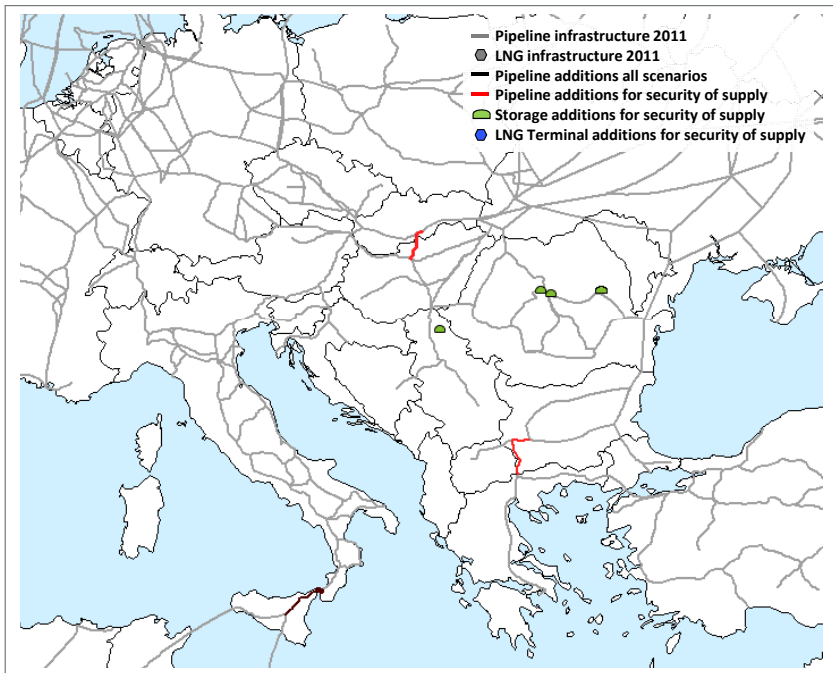 Pipeline infrastructure 2011
LNG infrastructure 2011
Pipeline additions all scenarios
Pipeline additions for security of supply
Storage additions for security of supply
LNG Terminal additions for security of supply